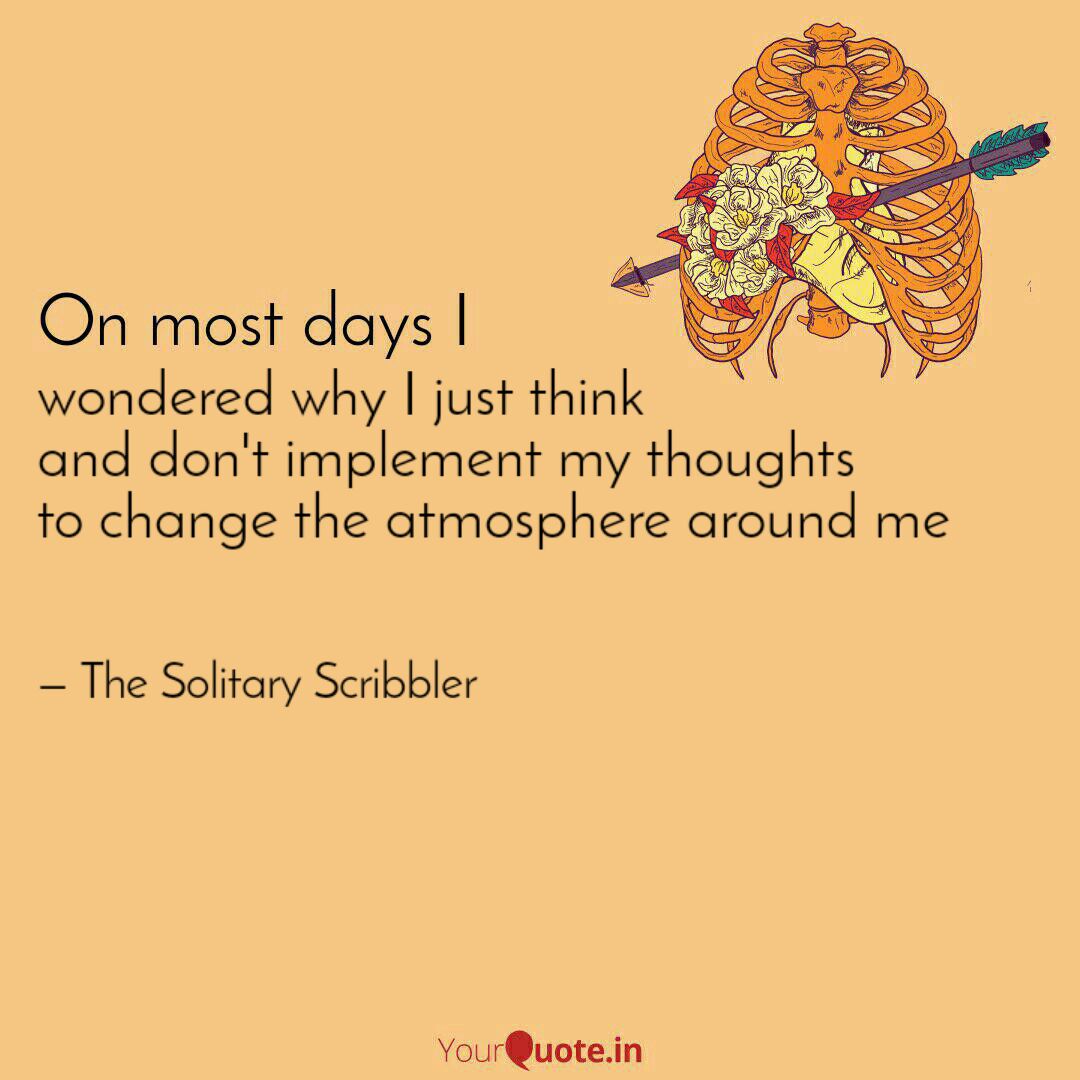 On most days I
wondered why I just think
and don't implement my thoughts
to change the atmosphere around me
– The Solitary Scribbler
YourQuote.in